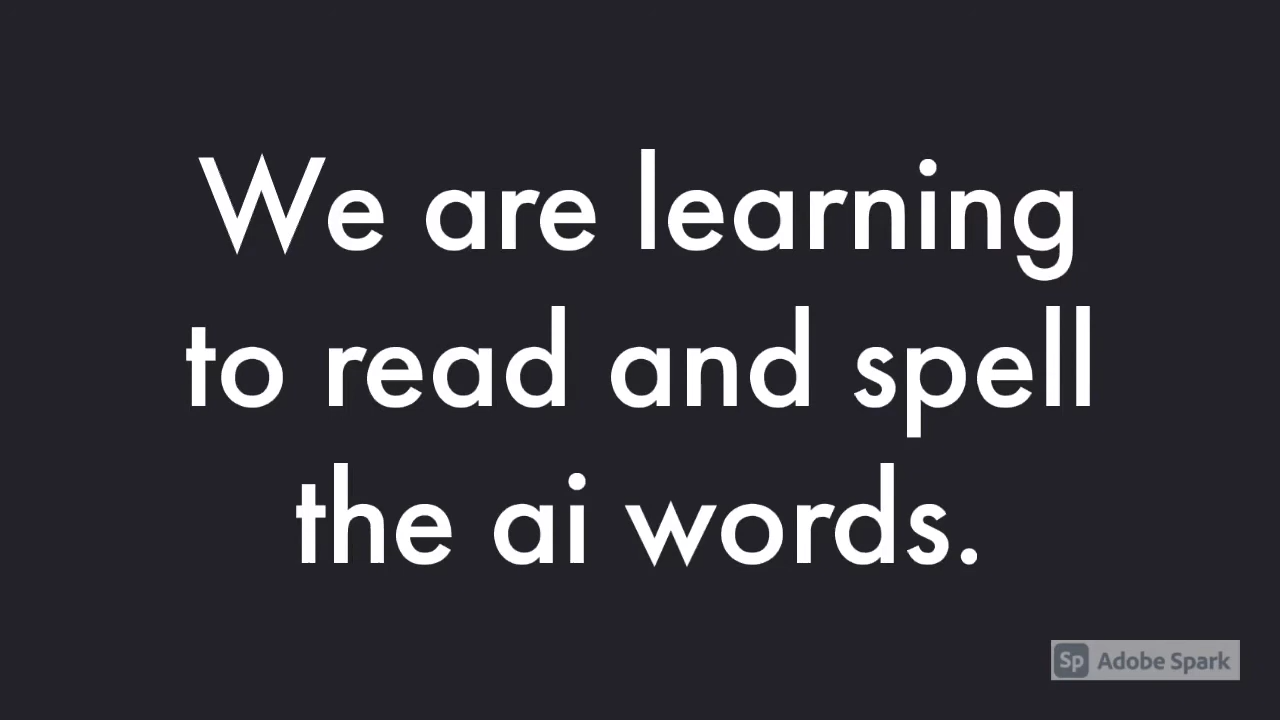 We are learning
to read and spell
the ai words.
Sp Adobe Spark